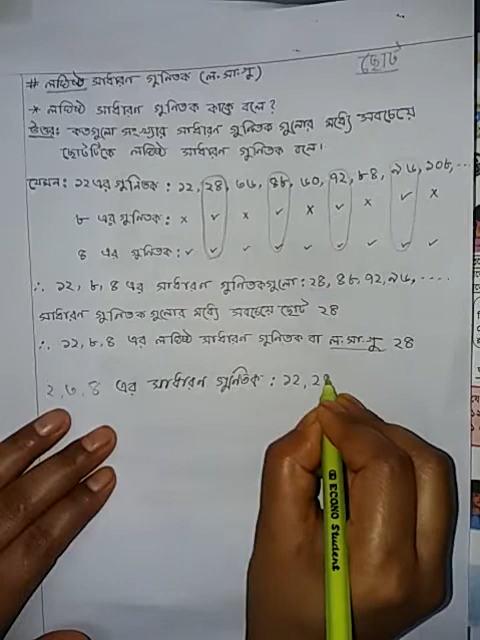 ছোট
# লঘিষ্ঠ সাধারণ গুনিতক (ল.সা.গু)
* লঘিষ্ঠ সাধারণ গুনিতক কাকে বলে?
উত্তর: কতগুলো সংখ্যার সাধারণ গুনিতক গুলোর মধ্যে সবচেয়ে
ছোটটিকে লঘিষ্ঠ সাধারণ গুনিতক বলে।
যেমন: ১২ এর গুনিতক: ১২, ২৪, ৩৬, ৪৮, ৬০, ৭২, ৮৪, ৯৬, ১০৮, ...
৮ এর গুনিতক: × ✓ × ✓ × ✓ × ✓ ×
৪ এর গুনিতক: ✓ ✓ ✓ ✓ ✓ ✓ ✓ ✓ ✓
∴ ১২, ৮, ৪ এর সাধারণ গুনিতকগুলো: ২৪, ৪৮, ৭২, ৯৬, ....
সাধারণ গুনিতক গুলোর মধ্যে সবচেয়ে ছোট ২৪
∴ ১২, ৮, ৪ এর লঘিষ্ঠ সাধারণ গুনিতক বা ল.সা.গু ২৪
২, ৩, ৪ এর সাধারণ গুনিতক: ১২, ২৪
ECONO Student